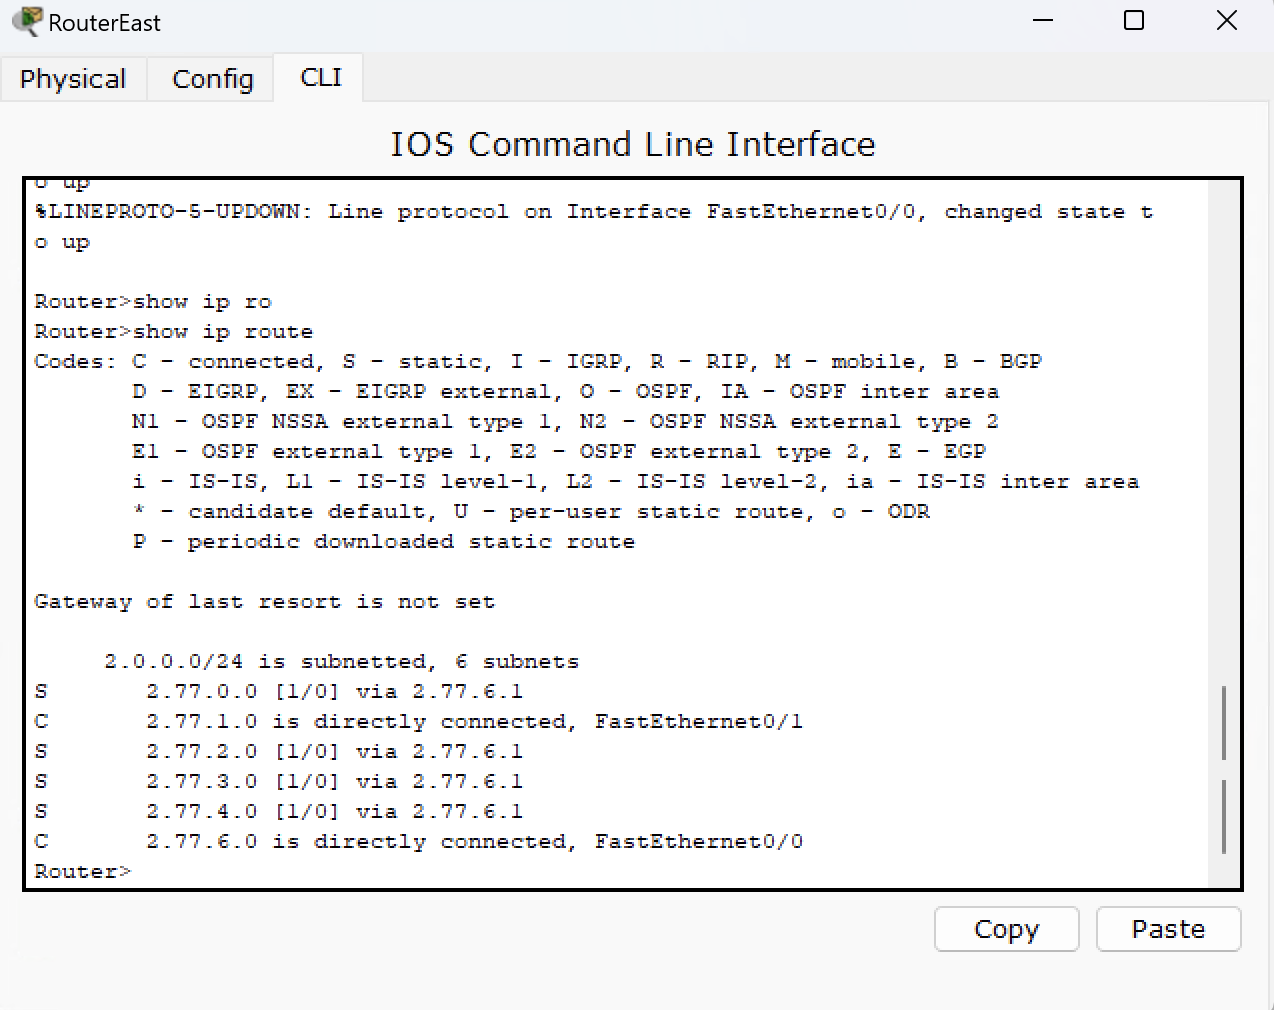 RouterEast
Physical Config CLI
IOS Command Line Interface
o up
%LINEPROTO-5-UPDOWN: Line protocol on Interface FastEthernet0/0, changed state t
o up
Router>show ip ro
Router>show ip route
Codes: C - connected, S - static, I - IGRP, R - RIP, M - mobile, B - BGP
D - EIGRP, EX - EIGRP external, O - OSPF, IA - OSPF inter area
N1 - OSPF NSSA external type 1, N2 - OSPF NSSA external type 2
E1 - OSPF external type 1, E2 - OSPF external type 2, E - EGP
i - IS-IS, L1 - IS-IS level-1, L2 - IS-IS level-2, ia - IS-IS inter area
* - candidate default, U - per-user static route, o - ODR
P - periodic downloaded static route
Gateway of last resort is not set
2.0.0.0/24 is subnetted, 6 subnets
S 2.77.0.0 [1/0] via 2.77.6.1
C 2.77.1.0 is directly connected, FastEthernet0/1
S 2.77.2.0 [1/0] via 2.77.6.1
S 2.77.3.0 [1/0] via 2.77.6.1
S 2.77.4.0 [1/0] via 2.77.6.1
C 2.77.6.0 is directly connected, FastEthernet0/0
Router>
Copy Paste